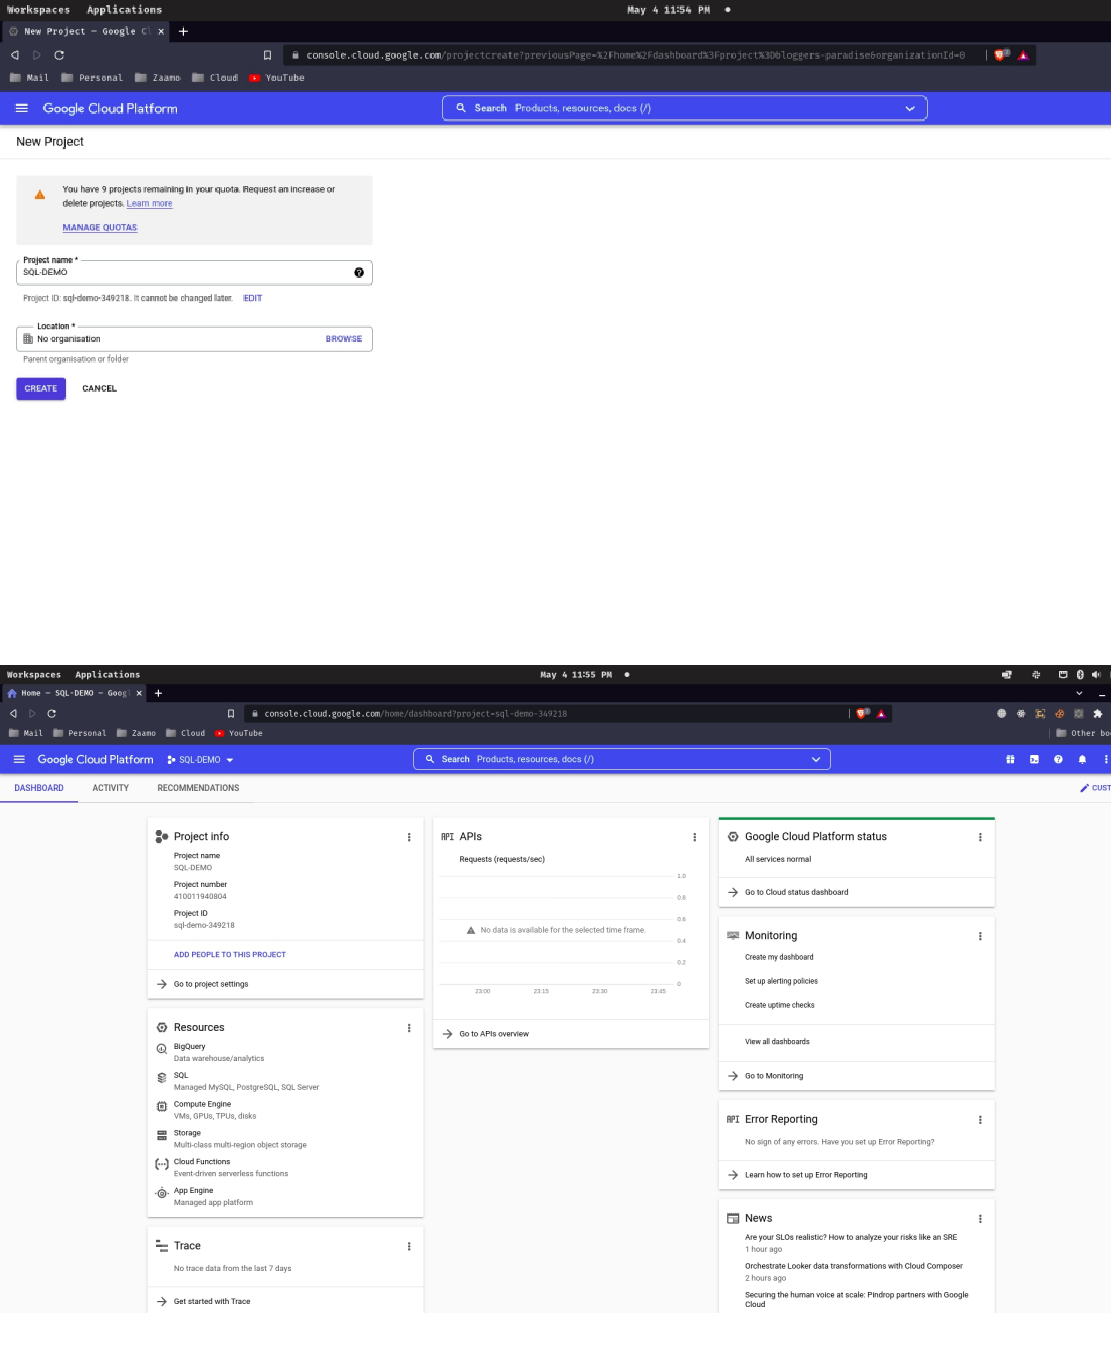 Workspaces Applications May 4 11:54 PM
New Project – Google Cl × +
console.cloud.google.com/projectcreate?previousPage=%2Fhome%2Fdashboard%3Fproject%3Dbloggers-paradise&organizationId=0
Mail Personal Zaamo Cloud YouTube
Google Cloud Platform Search Products, resources, docs (/)
New Project
You have 9 projects remaining in your quota. Request an increase or
delete projects. Learn more
MANAGE QUOTAS
Project name *
SQL-DEMO
Project ID: sql-demo-349218. It cannot be changed later. EDIT
Location *
No organisation BROWSE
Parent organisation or folder
CREATE CANCEL
Workspaces Applications May 4 11:55 PM
Home – SQL-DEMO – Goog × +
console.cloud.google.com/home/dashboard?project=sql-demo-349218
Mail Personal Zaamo Cloud YouTube Other bo
Google Cloud Platform SQL-DEMO Search Products, resources, docs (/)
DASHBOARD ACTIVITY RECOMMENDATIONS CUST
Project info
Project name
SQL-DEMO
Project number
410011940804
Project ID
sql-demo-349218
ADD PEOPLE TO THIS PROJECT
Go to project settings
Resources
BigQuery
Data warehouse/analytics
SQL
Managed MySQL, PostgreSQL, SQL Server
Compute Engine
VMs, GPUs, TPUs, disks
Storage
Multi-class multi-region object storage
Cloud Functions
Event-driven serverless functions
App Engine
Managed app platform
Trace
No trace data from the last 7 days
Get started with Trace
API APIs
Requests (requests/sec)
1.0
0.8
0.6
No data is available for the selected time frame.
0.4
0.2
0
23:00 23:15 23:30 23:45
Go to APIs overview
Google Cloud Platform status
All services normal
Go to Cloud status dashboard
Monitoring
Create my dashboard
Set up alerting policies
Create uptime checks
View all dashboards
Go to Monitoring
API Error Reporting
No sign of any errors. Have you set up Error Reporting?
Learn how to set up Error Reporting
News
Are your SLOs realistic? How to analyze your risks like an SRE
1 hour ago
Orchestrate Looker data transformations with Cloud Composer
2 hours ago
Securing the human voice at scale: Pindrop partners with Google
Cloud